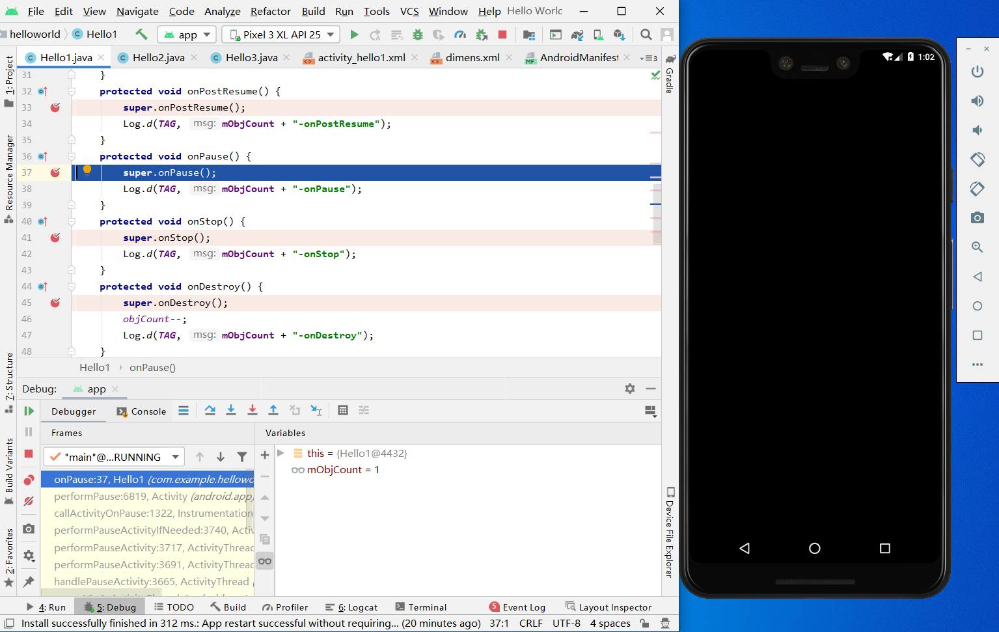 File Edit View Navigate Code Analyze Refactor Build Run Tools VCS Window Help Hello Worlc
helloworld Hello1 app Pixel 3 XL API 25
Hello1.java Hello2.java Hello3.java activity_hello1.xml dimens.xml AndroidManifest 3
31 }
32 protected void onPostResume() {
33 super.onPostResume();
34 Log.d(TAG, msg: mObjCount + "-onPostResume");
35 }
36 protected void onPause() {
37 super.onPause();
38 Log.d(TAG, msg: mObjCount + "-onPause");
39 }
40 protected void onStop() {
41 super.onStop();
42 Log.d(TAG, msg: mObjCount + "-onStop");
43 }
44 protected void onDestroy() {
45 super.onDestroy();
46 objCount--;
47 Log.d(TAG, msg: mObjCount + "-onDestroy");
48 }
Hello1 › onPause()
1: Project
Resource Manager
7: Structure
Build Variants
2: Favorites
Gradle
Device File Explorer
Debug: app
Debugger Console
Frames Variables
"main"@...RUNNING
onPause:37, Hello1 (com.example.hellowo
performPause:6819, Activity (android.app)
callActivityOnPause:1322, Instrumentation
performPauseActivityIfNeeded:3740, Activ
performPauseActivity:3717, ActivityThread
performPauseActivity:3691, ActivityThread
handlePauseActivity:3665, ActivityThread (
this = {Hello1@4432}
mObjCount = 1
4: Run 5: Debug TODO Build Profiler 6: Logcat Terminal 5 Event Log Layout Inspector
Install successfully finished in 312 ms.: App restart successful without requiring... (20 minutes ago) 37:1 CRLF UTF-8 4 spaces
1:02